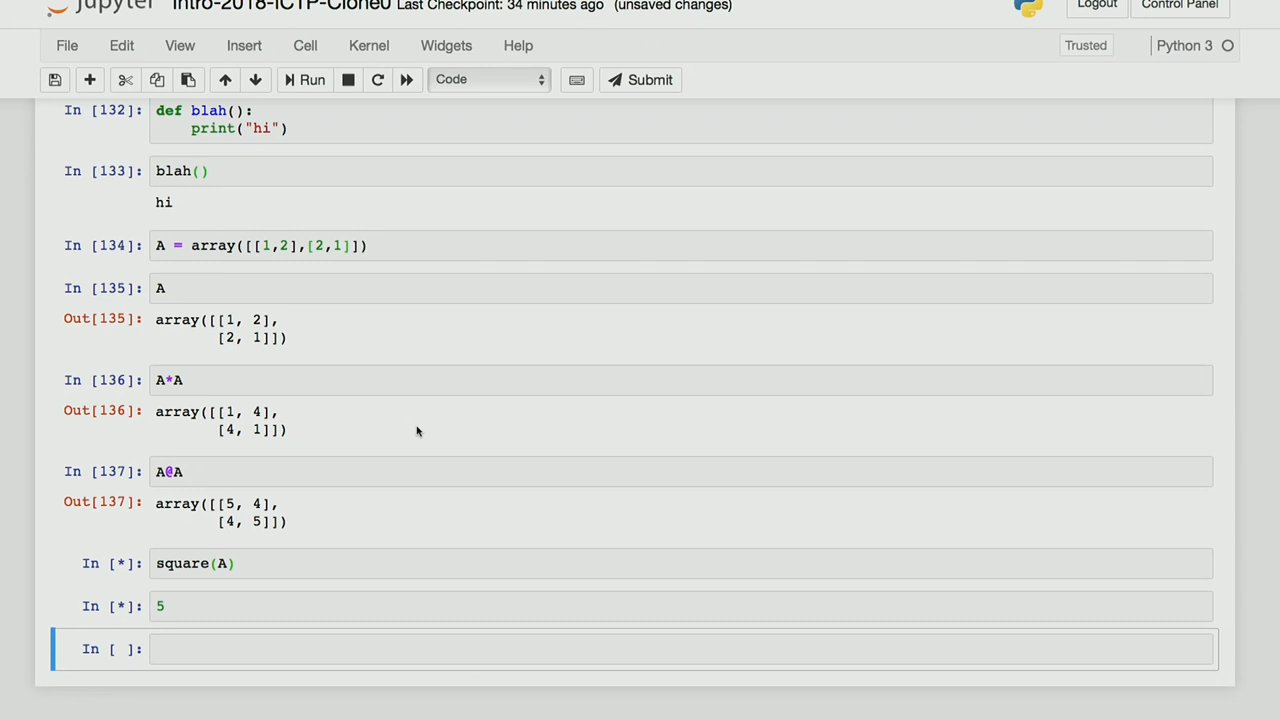 jupyter Intro-2018-ICTP-Clone0 Last Checkpoint: 34 minutes ago (unsaved changes) Logout Control Panel
File Edit View Insert Cell Kernel Widgets Help Trusted Python 3
Run Code Submit
In [132]: def blah():
print("hi")
In [133]: blah()
hi
In [134]: A = array([[1,2],[2,1]])
In [135]: A
Out[135]: array([[1, 2],
[2, 1]])
In [136]: A*A
Out[136]: array([[1, 4],
[4, 1]])
In [137]: A@A
Out[137]: array([[5, 4],
[4, 5]])
In [*]: square(A)
In [*]: 5
In [ ]: